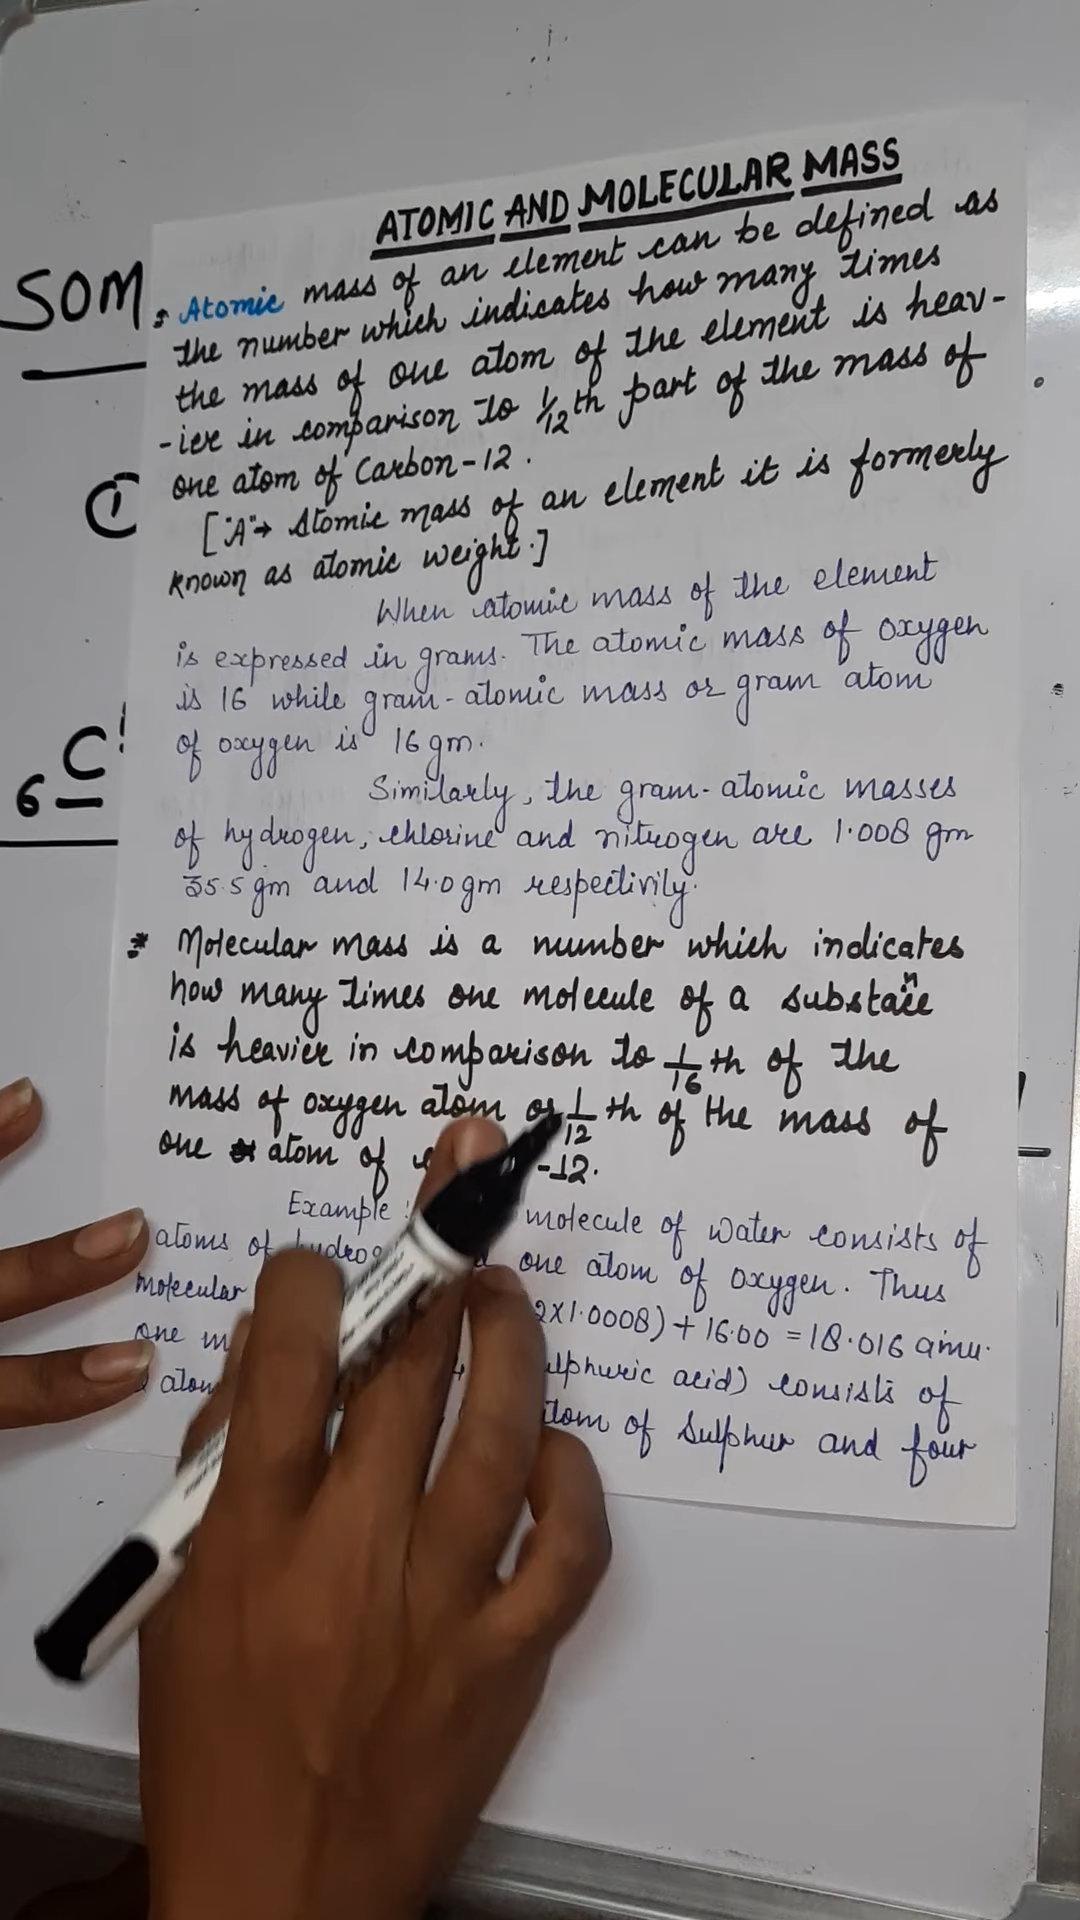 ATOMIC AND MOLECULAR MASS
SOM
* Atomic mass of an element can be defined as
the number which indicates how many times
the mass of one atom of the element is heav-
-ier in comparison to 1/12th part of the mass of
one atom of Carbon-12.
["A"→ Atomic mass of an element it is formerly
known as atomic weight.]
When atomic mass of the element
is expressed in grams. The atomic mass of oxygen
is 16 while gram-atomic mass or gram atom
of oxygen is 16 gm.
6 C
Similarly, the gram-atomic masses
of hydrogen, chlorine and nitrogen are 1.008 gm
35.5 gm and 14.0 gm respectivily.
* Molecular mass is a number which indicates
how many times one molecule of a substance
is heavier in comparison to 1/16 th of the
mass of oxygen atom or 1/12 th of the mass of
one atom of -12.
Example : molecule of water consists of
atoms of one atom of oxygen. Thus
molecular 2×1.0008) + 16.00 = 18.016 amu.
one sulphuric acid) consists of
atom of Sulphur and four